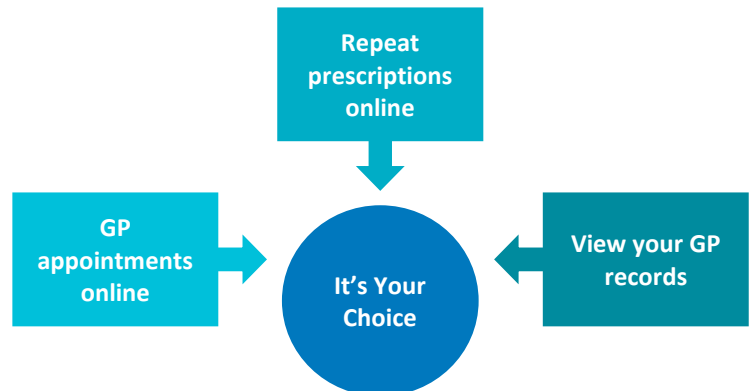 Repeat
prescriptions
online
GP
appointments
online
It’s Your
Choice
View your GP
records